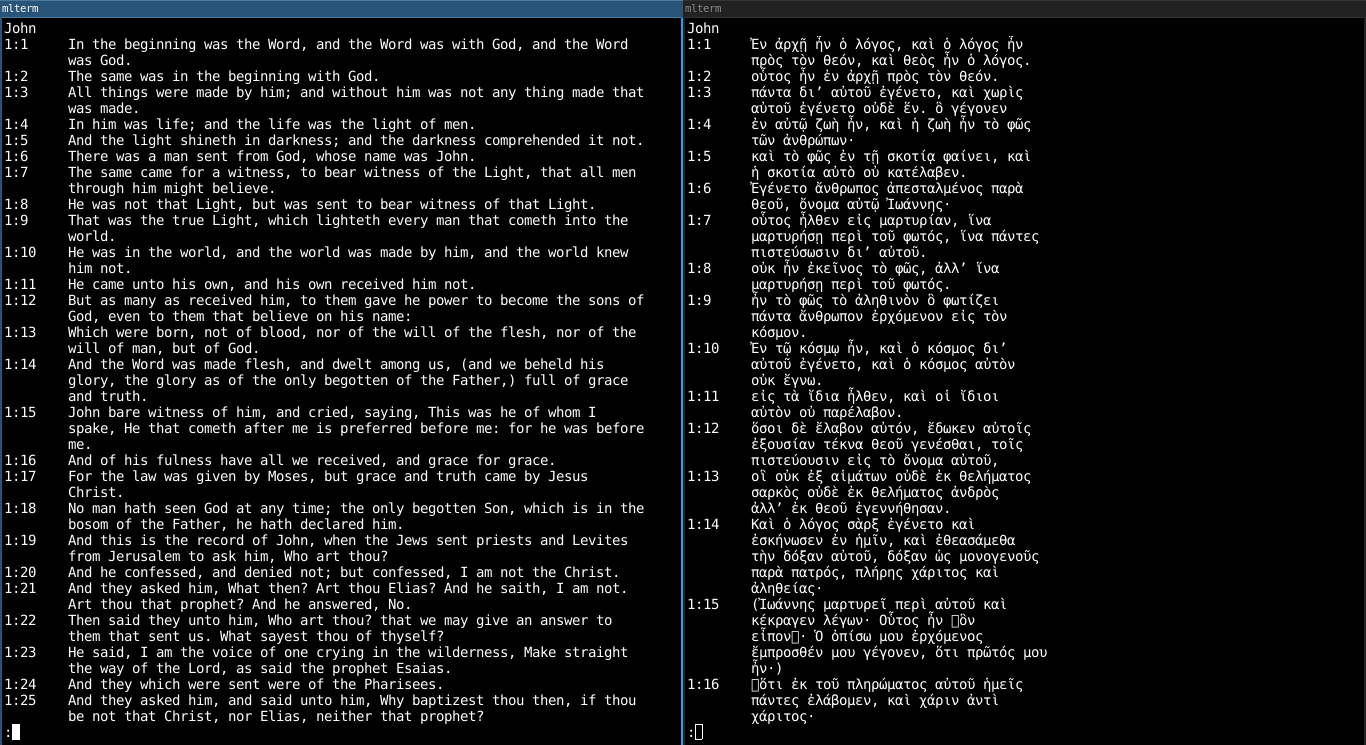 mlterm
John
1:1 In the beginning was the Word, and the Word was with God, and the Word
was God.
1:2 The same was in the beginning with God.
1:3 All things were made by him; and without him was not any thing made that
was made.
1:4 In him was life; and the life was the light of men.
1:5 And the light shineth in darkness; and the darkness comprehended it not.
1:6 There was a man sent from God, whose name was John.
1:7 The same came for a witness, to bear witness of the Light, that all men
through him might believe.
1:8 He was not that Light, but was sent to bear witness of that Light.
1:9 That was the true Light, which lighteth every man that cometh into the
world.
1:10 He was in the world, and the world was made by him, and the world knew
him not.
1:11 He came unto his own, and his own received him not.
1:12 But as many as received him, to them gave he power to become the sons of
God, even to them that believe on his name:
1:13 Which were born, not of blood, nor of the will of the flesh, nor of the
will of man, but of God.
1:14 And the Word was made flesh, and dwelt among us, (and we beheld his
glory, the glory as of the only begotten of the Father,) full of grace
and truth.
1:15 John bare witness of him, and cried, saying, This was he of whom I
spake, He that cometh after me is preferred before me: for he was before
me.
1:16 And of his fulness have all we received, and grace for grace.
1:17 For the law was given by Moses, but grace and truth came by Jesus
Christ.
1:18 No man hath seen God at any time; the only begotten Son, which is in the
bosom of the Father, he hath declared him.
1:19 And this is the record of John, when the Jews sent priests and Levites
from Jerusalem to ask him, Who art thou?
1:20 And he confessed, and denied not; but confessed, I am not the Christ.
1:21 And they asked him, What then? Art thou Elias? And he saith, I am not.
Art thou that prophet? And he answered, No.
1:22 Then said they unto him, Who art thou? that we may give an answer to
them that sent us. What sayest thou of thyself?
1:23 He said, I am the voice of one crying in the wilderness, Make straight
the way of the Lord, as said the prophet Esaias.
1:24 And they which were sent were of the Pharisees.
1:25 And they asked him, and said unto him, Why baptizest thou then, if thou
be not that Christ, nor Elias, neither that prophet?
:
mlterm
John
1:1 Ἐν ἀρχῇ ἦν ὁ λόγος, καὶ ὁ λόγος ἦν
πρὸς τὸν θεόν, καὶ θεὸς ἦν ὁ λόγος.
1:2 οὗτος ἦν ἐν ἀρχῇ πρὸς τὸν θεόν.
1:3 πάντα δι’ αὐτοῦ ἐγένετο, καὶ χωρὶς
αὐτοῦ ἐγένετο οὐδὲ ἕν. ὃ γέγονεν
1:4 ἐν αὐτῷ ζωὴ ἦν, καὶ ἡ ζωὴ ἦν τὸ φῶς
τῶν ἀνθρώπων·
1:5 καὶ τὸ φῶς ἐν τῇ σκοτίᾳ φαίνει, καὶ
ἡ σκοτία αὐτὸ οὐ κατέλαβεν.
1:6 Ἐγένετο ἄνθρωπος ἀπεσταλμένος παρὰ
θεοῦ, ὄνομα αὐτῷ Ἰωάννης·
1:7 οὗτος ἦλθεν εἰς μαρτυρίαν, ἵνα
μαρτυρήσῃ περὶ τοῦ φωτός, ἵνα πάντες
πιστεύσωσιν δι’ αὐτοῦ.
1:8 οὐκ ἦν ἐκεῖνος τὸ φῶς, ἀλλ’ ἵνα
μαρτυρήσῃ περὶ τοῦ φωτός.
1:9 ἦν τὸ φῶς τὸ ἀληθινὸν ὃ φωτίζει
πάντα ἄνθρωπον ἐρχόμενον εἰς τὸν
κόσμον.
1:10 Ἐν τῷ κόσμῳ ἦν, καὶ ὁ κόσμος δι’
αὐτοῦ ἐγένετο, καὶ ὁ κόσμος αὐτὸν
οὐκ ἔγνω.
1:11 εἰς τὰ ἴδια ἦλθεν, καὶ οἱ ἴδιοι
αὐτὸν οὐ παρέλαβον.
1:12 ὅσοι δὲ ἔλαβον αὐτόν, ἔδωκεν αὐτοῖς
ἐξουσίαν τέκνα θεοῦ γενέσθαι, τοῖς
πιστεύουσιν εἰς τὸ ὄνομα αὐτοῦ,
1:13 οἳ οὐκ ἐξ αἱμάτων οὐδὲ ἐκ θελήματος
σαρκὸς οὐδὲ ἐκ θελήματος ἀνδρὸς
ἀλλ’ ἐκ θεοῦ ἐγεννήθησαν.
1:14 Καὶ ὁ λόγος σὰρξ ἐγένετο καὶ
ἐσκήνωσεν ἐν ἡμῖν, καὶ ἐθεασάμεθα
τὴν δόξαν αὐτοῦ, δόξαν ὡς μονογενοῦς
παρὰ πατρός, πλήρης χάριτος καὶ
ἀληθείας·
1:15 (Ἰωάννης μαρτυρεῖ περὶ αὐτοῦ καὶ
κέκραγεν λέγων· Οὗτος ἦν ▯ὃν
εἶπον▯· Ὁ ὀπίσω μου ἐρχόμενος
ἔμπροσθέν μου γέγονεν, ὅτι πρῶτός μου
ἦν·)
1:16 ▯ὅτι ἐκ τοῦ πληρώματος αὐτοῦ ἡμεῖς
πάντες ἐλάβομεν, καὶ χάριν ἀντὶ
χάριτος·
: